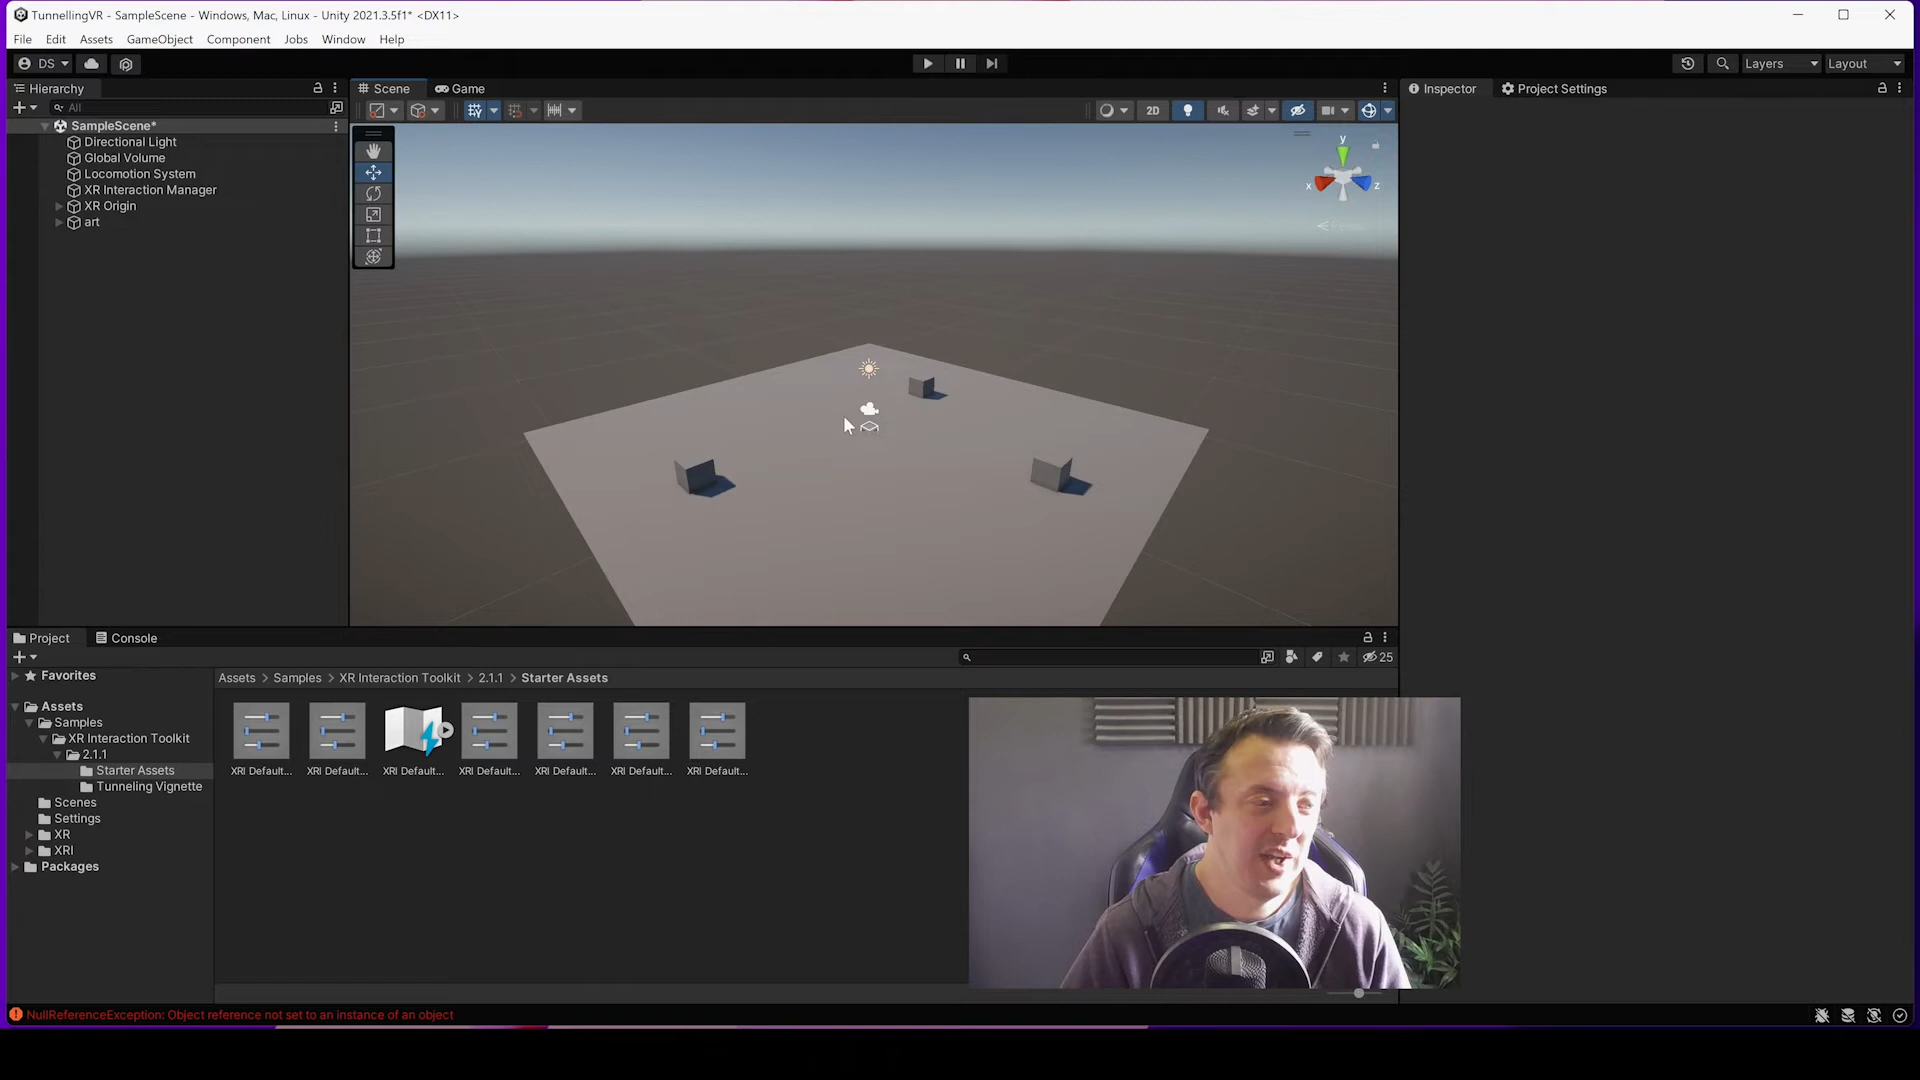 TunnellingVR - SampleScene - Windows, Mac, Linux - Unity 2021.3.5f1* <DX11>
File Edit Assets GameObject Component Jobs Window Help
DS Layers Layout
Hierarchy Scene Game Inspector Project Settings
All 2D
SampleScene*
Directional Light
Global Volume
Locomotion System
XR Interaction Manager
XR Origin
art
y
x z
Project Console
25
Favorites
Assets > Samples > XR Interaction Toolkit > 2.1.1 > Starter Assets
Assets
Samples
XR Interaction Toolkit
2.1.1
Starter Assets
Tunneling Vignette
Scenes
Settings
XR
XRI
Packages
XRI Default... XRI Default... XRI Default... XRI Default... XRI Default... XRI Default... XRI Default...
NullReferenceException: Object reference not set to an instance of an object